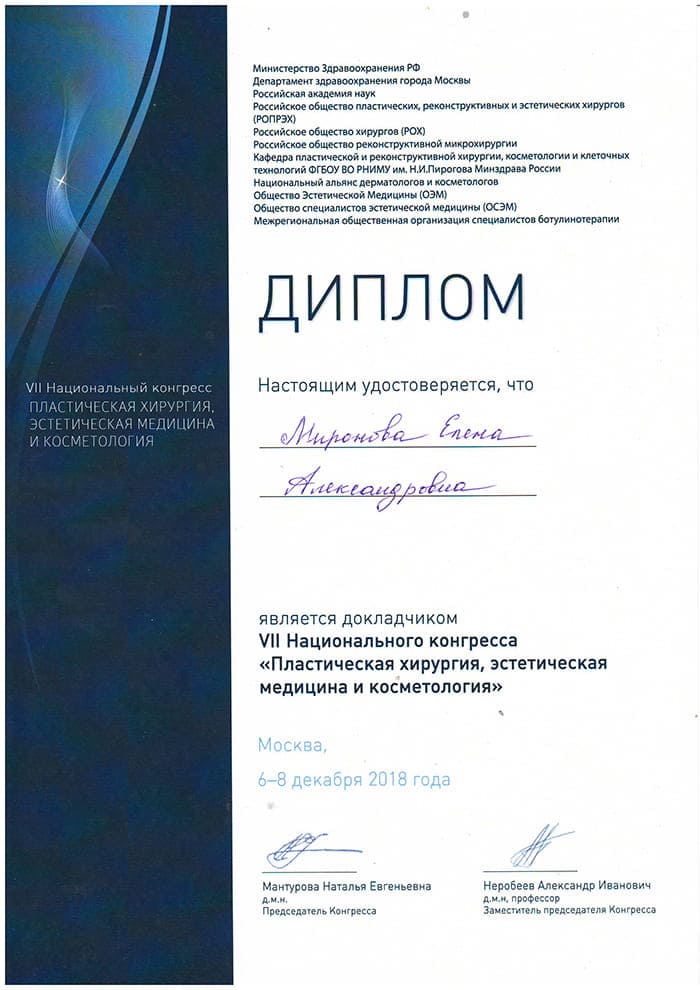 Министерство Здравоохранения РФ
Департамент здравоохранения города Москвы
Российская академия наук
Российское общество пластических, реконструктивных и эстетических хирургов
(РОПРЭХ)
Российское общество хирургов (РОХ)
Российское общество реконструктивной микрохирургии
Кафедра пластической и реконструктивной хирургии, косметологии и клеточных
технологий ФГБОУ ВО РНИМУ им. Н.И.Пирогова Минздрава России
Национальный альянс дерматологов и косметологов
Общество Эстетической Медицины (ОЭМ)
Общество специалистов эстетической медицины (ОСЭМ)
Межрегиональная общественная организация специалистов ботулинотерапии
ДИПЛОМ
VII Национальный конгресс
ПЛАСТИЧЕСКАЯ ХИРУРГИЯ,
ЭСТЕТИЧЕСКАЯ МЕДИЦИНА
И КОСМЕТОЛОГИЯ
Настоящим удостоверяется, что
Миронова Елена
Александровна
является докладчиком
VII Национального конгресса
«Пластическая хирургия, эстетическая
медицина и косметология»
Москва,
6–8 декабря 2018 года
Мантурова Наталья Евгеньевна
д.м.н.
Председатель Конгресса
Неробеев Александр Иванович
д.м.н, профессор
Заместитель председателя Конгресса